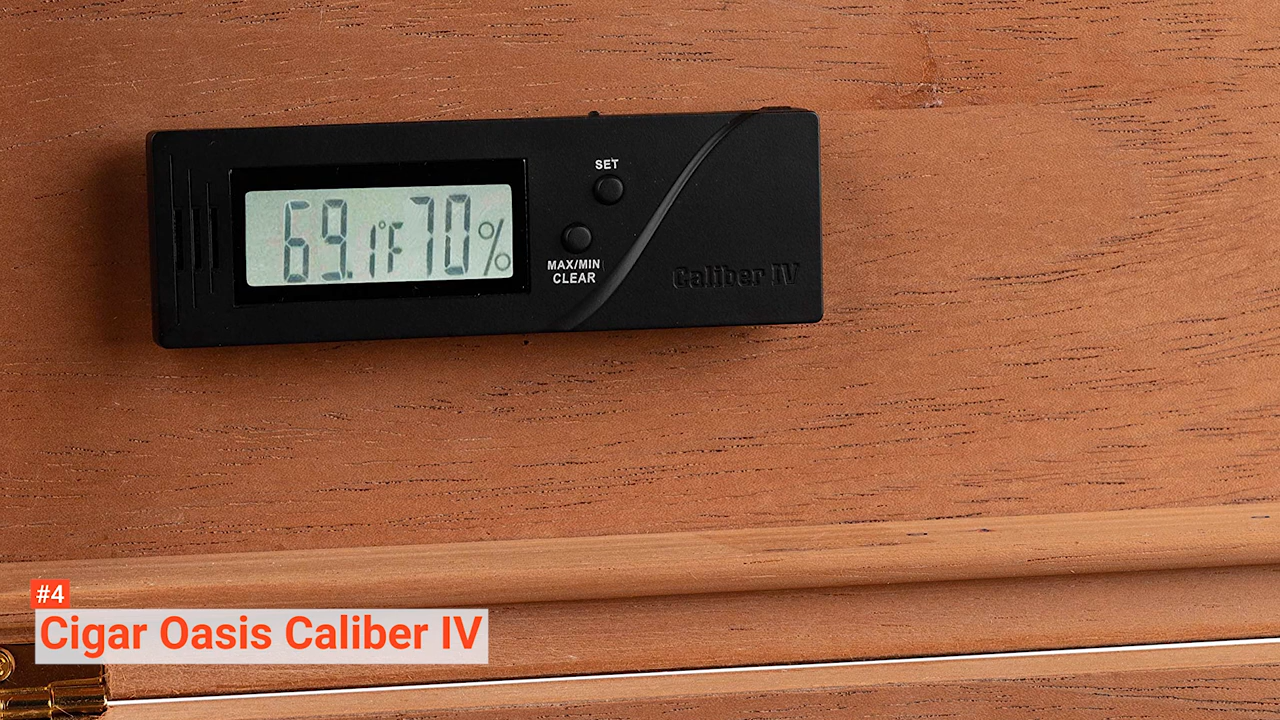 SET
69.1°F 70%
MAX/MIN
CLEAR
Caliber IV
#4
Cigar Oasis Caliber IV